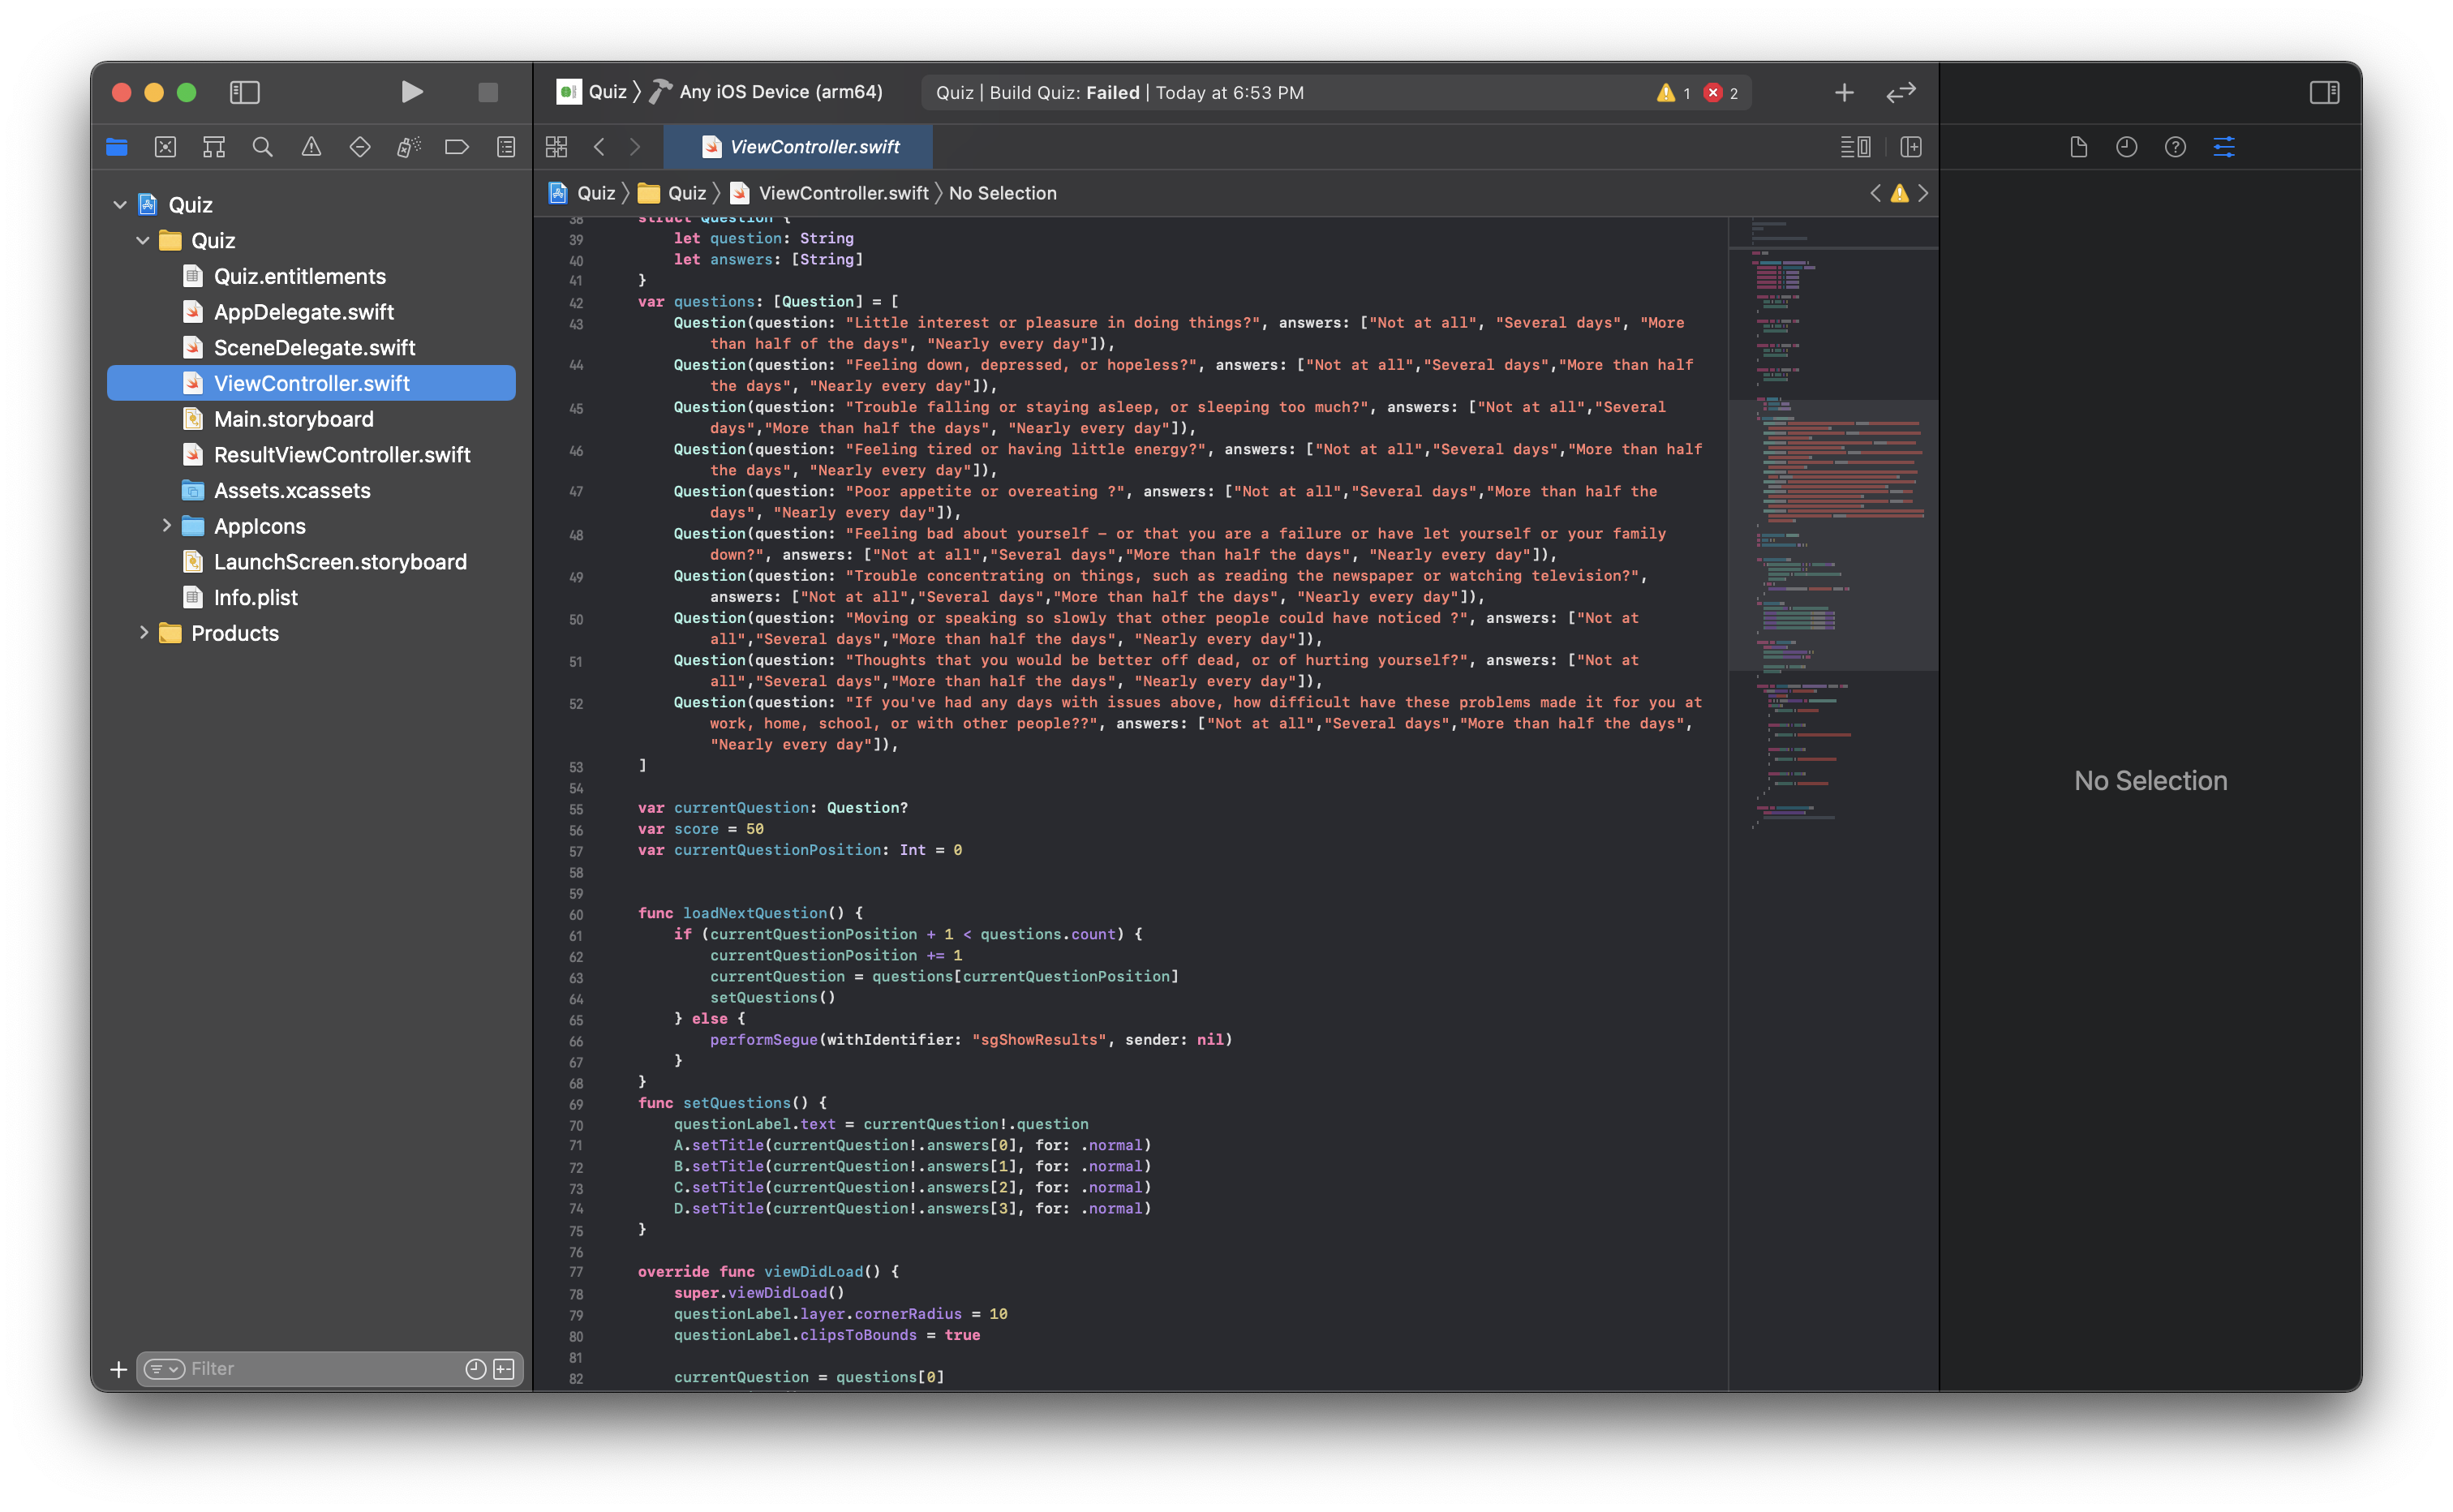 Quiz
Any iOS Device (arm64)
Quiz | Build Quiz: Failed | Today at 6:53 PM
1
2
ViewController.swift
Quiz
Quiz
ViewController.swift
No Selection
Quiz
Quiz
Quiz.entitlements
AppDelegate.swift
SceneDelegate.swift
ViewController.swift
Main.storyboard
ResultViewController.swift
Assets.xcassets
AppIcons
LaunchScreen.storyboard
Info.plist
Products
Filter
38 struct Question {
39 let question: String
40 let answers: [String]
41 }
42 var questions: [Question] = [
43 Question(question: "Little interest or pleasure in doing things?", answers: ["Not at all", "Several days", "More
than half of the days", "Nearly every day"]),
44 Question(question: "Feeling down, depressed, or hopeless?", answers: ["Not at all","Several days","More than half
the days", "Nearly every day"]),
45 Question(question: "Trouble falling or staying asleep, or sleeping too much?", answers: ["Not at all","Several
days","More than half the days", "Nearly every day"]),
46 Question(question: "Feeling tired or having little energy?", answers: ["Not at all","Several days","More than half
the days", "Nearly every day"]),
47 Question(question: "Poor appetite or overeating ?", answers: ["Not at all","Several days","More than half the
days", "Nearly every day"]),
48 Question(question: "Feeling bad about yourself – or that you are a failure or have let yourself or your family
down?", answers: ["Not at all","Several days","More than half the days", "Nearly every day"]),
49 Question(question: "Trouble concentrating on things, such as reading the newspaper or watching television?",
answers: ["Not at all","Several days","More than half the days", "Nearly every day"]),
50 Question(question: "Moving or speaking so slowly that other people could have noticed ?", answers: ["Not at
all","Several days","More than half the days", "Nearly every day"]),
51 Question(question: "Thoughts that you would be better off dead, or of hurting yourself?", answers: ["Not at
all","Several days","More than half the days", "Nearly every day"]),
52 Question(question: "If you've had any days with issues above, how difficult have these problems made it for you at
work, home, school, or with other people??", answers: ["Not at all","Several days","More than half the days",
"Nearly every day"]),
53 ]
54
55 var currentQuestion: Question?
56 var score = 50
57 var currentQuestionPosition: Int = 0
58
59
60 func loadNextQuestion() {
61 if (currentQuestionPosition + 1 < questions.count) {
62 currentQuestionPosition += 1
63 currentQuestion = questions[currentQuestionPosition]
64 setQuestions()
65 } else {
66 performSegue(withIdentifier: "sgShowResults", sender: nil)
67 }
68 }
69 func setQuestions() {
70 questionLabel.text = currentQuestion!.question
71 A.setTitle(currentQuestion!.answers[0], for: .normal)
72 B.setTitle(currentQuestion!.answers[1], for: .normal)
73 C.setTitle(currentQuestion!.answers[2], for: .normal)
74 D.setTitle(currentQuestion!.answers[3], for: .normal)
75 }
76
77 override func viewDidLoad() {
78 super.viewDidLoad()
79 questionLabel.layer.cornerRadius = 10
80 questionLabel.clipsToBounds = true
81
82 currentQuestion = questions[0]
No Selection